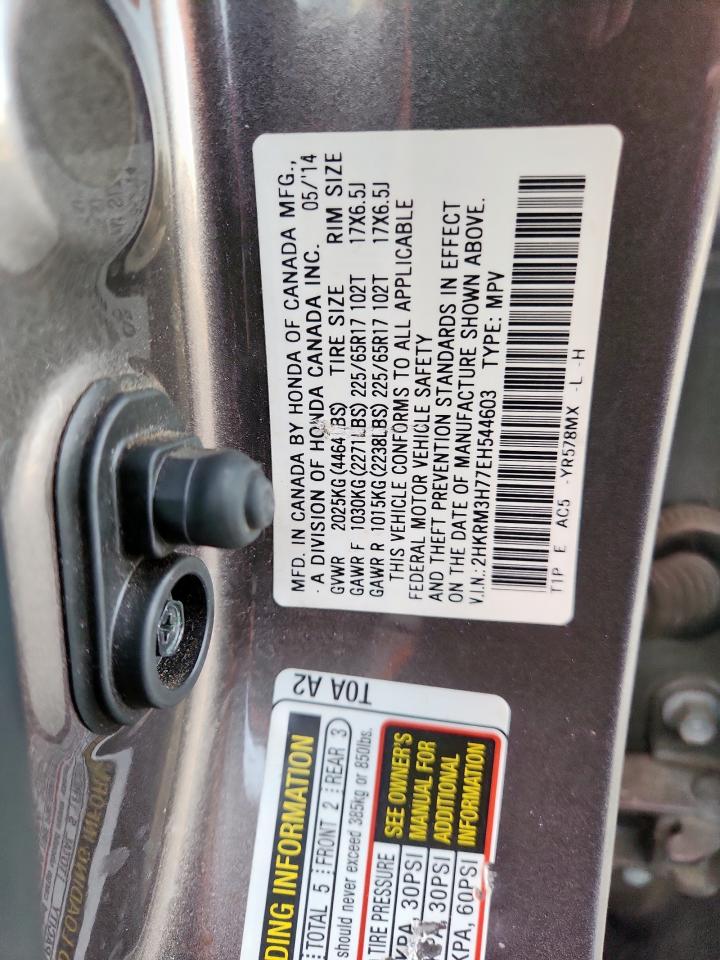 MFD. IN CANADA BY HONDA OF CANADA MFG.,
A DIVISION OF HONDA CANADA INC. 05/'14
GVWR 2025KG(4464LBS) TIRE SIZE RIM SIZE
GAWR F 1030KG(2271LBS) 225/65R17 102T 17X6.5J
GAWR R 1015KG(2238LBS) 225/65R17 102T 17X6.5J
THIS VEHICLE CONFORMS TO ALL APPLICABLE
FEDERAL MOTOR VEHICLE SAFETY
AND THEFT PREVENTION STANDARDS IN EFFECT
ON THE DATE OF MANUFACTURE SHOWN ABOVE.
V.I.N.: 2HKRM3H77EH544603 TYPE: MPV
T1P E AC5 -YR578MX -L -H
T0A A2
INFORMATION
TOTAL 5 FRONT 2 REAR 3
should never exceed 385kg or 850lbs.
TIRE PRESSURE
KPA, 30PSI
KPA, 30PSI
KPA, 60PSI
SEE OWNER'S
MANUAL FOR
ADDITIONAL
INFORMATION